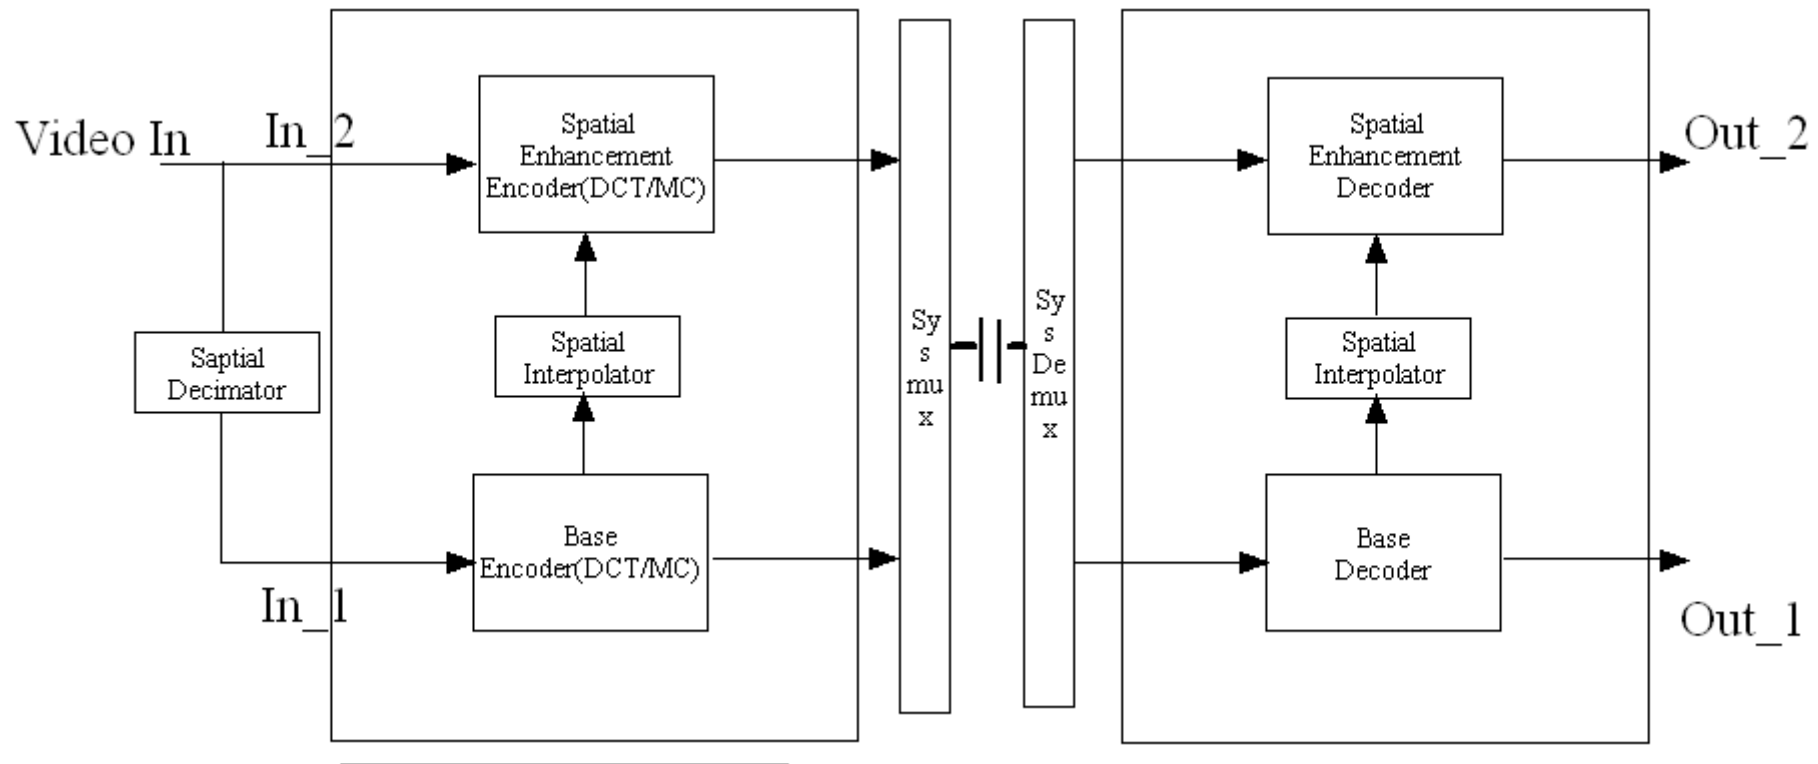 Video In
In_2
Spatial
Enhancement
Encoder(DCT/MC)
Spatial
Enhancement
Decoder
Out_2
Saptial
Decimator
Spatial
Interpolator
Sy
s
mu
x
Sy
s
De
mu
x
Spatial
Interpolator
In_1
Base
Encoder(DCT/MC)
Base
Decoder
Out_1